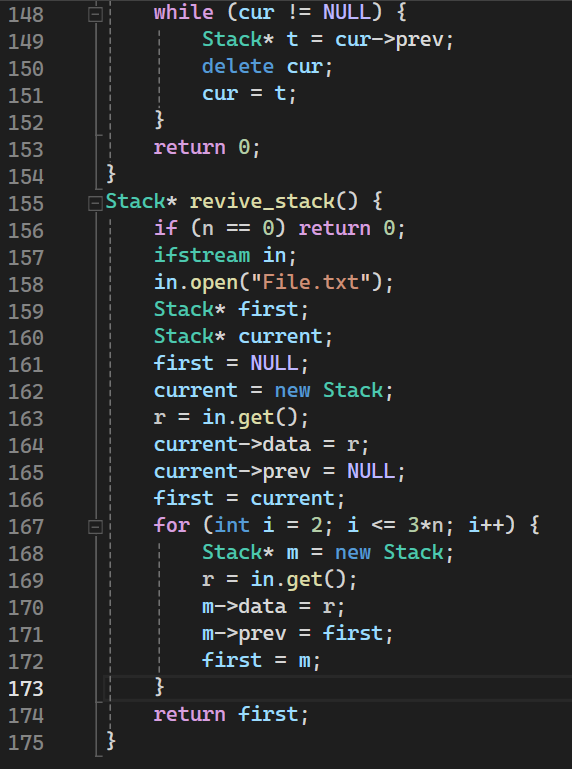 148 while (cur != NULL) {
149 Stack* t = cur->prev;
150 delete cur;
151 cur = t;
152 }
153 return 0;
154 }
155 Stack* revive_stack() {
156 if (n == 0) return 0;
157 ifstream in;
158 in.open("File.txt");
159 Stack* first;
160 Stack* current;
161 first = NULL;
162 current = new Stack;
163 r = in.get();
164 current->data = r;
165 current->prev = NULL;
166 first = current;
167 for (int i = 2; i <= 3*n; i++) {
168 Stack* m = new Stack;
169 r = in.get();
170 m->data = r;
171 m->prev = first;
172 first = m;
173 }
174 return first;
175 }